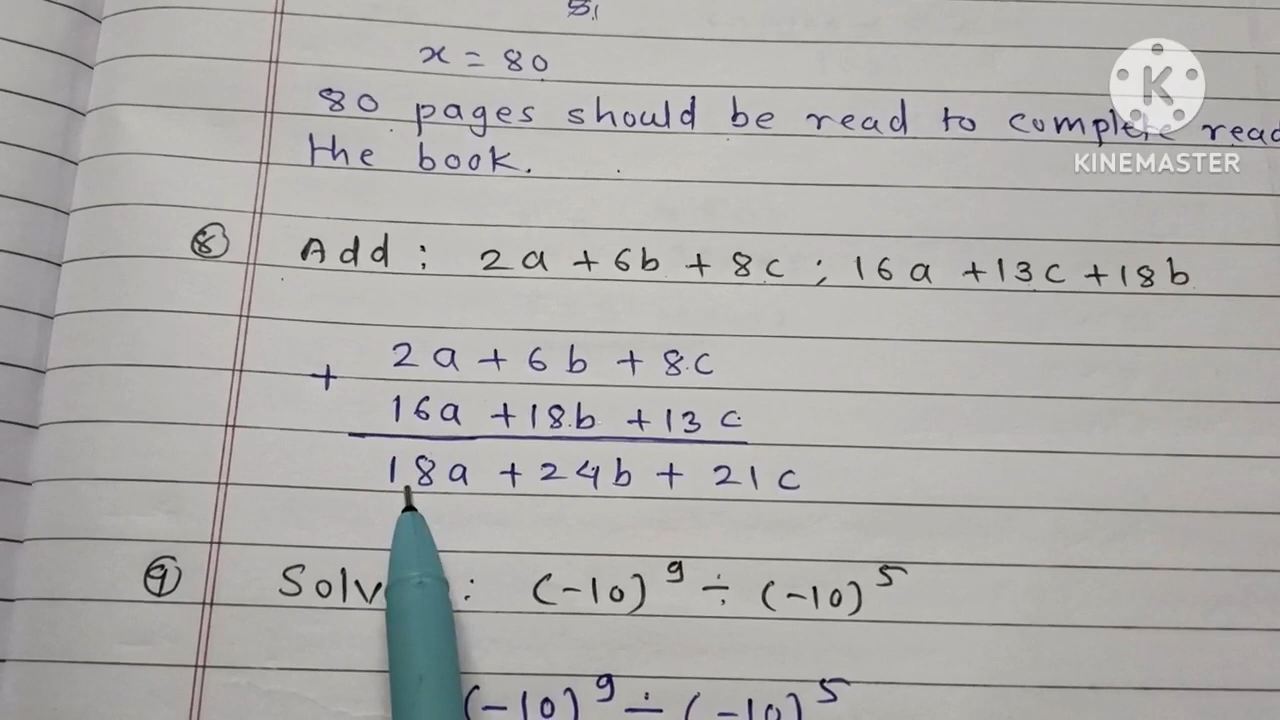 x = 80
80 pages should be read to complete read
the book.
K
KINEMASTER
8 Add : 2a + 6b + 8c ; 16a + 13c + 18b
2a + 6b + 8c
+
16a + 18b + 13c
18a + 24b + 21c
9 Solve : (-10)⁹ ÷ (-10)⁵
(-10)⁹ ÷ (-10)⁵